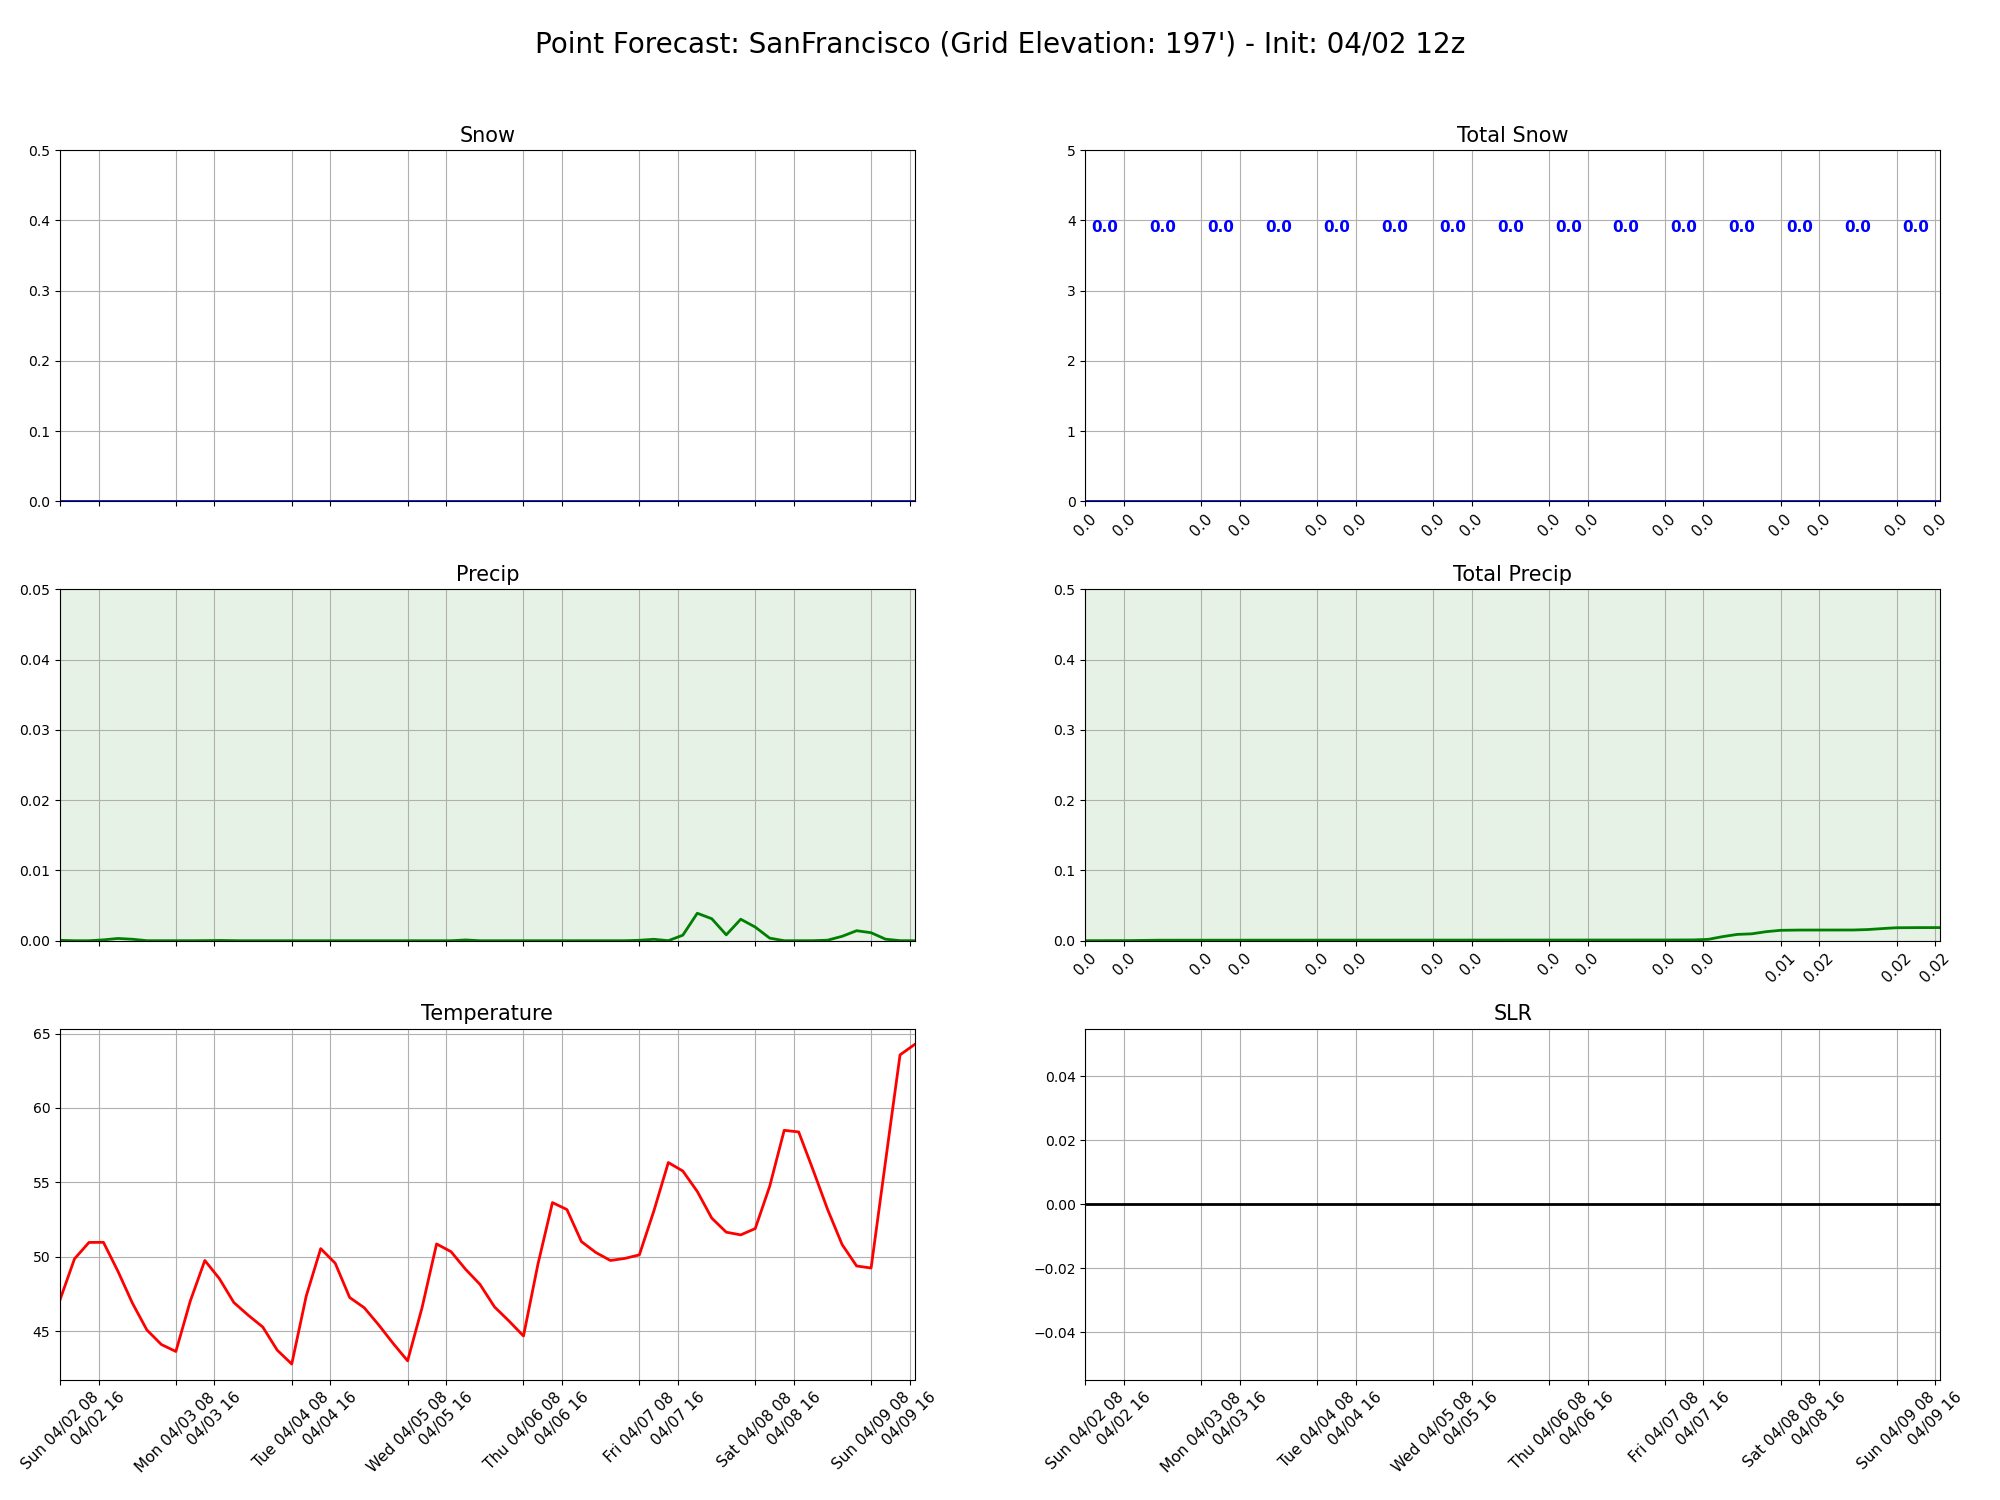 Point Forecast: SanFrancisco (Grid Elevation: 197') - Init: 04/02 12z
Snow
0.5
0.4
0.3
0.2
0.1
0.0
Total Snow
5
4
3
2
1
0
0.0 0.0 0.0 0.0 0.0 0.0 0.0 0.0 0.0 0.0 0.0 0.0 0.0 0.0 0.0
0.0 0.0 0.0 0.0 0.0 0.0 0.0 0.0 0.0 0.0 0.0 0.0 0.0 0.0 0.0 0.0
Precip
0.05
0.04
0.03
0.02
0.01
0.00
Total Precip
0.5
0.4
0.3
0.2
0.1
0.0
0.0 0.0 0.0 0.0 0.0 0.0 0.0 0.0 0.0 0.0 0.0 0.0 0.01 0.02 0.02 0.02
Temperature
65
60
55
50
45
Sun 04/02 08
04/02 16
Mon 04/03 08
04/03 16
Tue 04/04 08
04/04 16
Wed 04/05 08
04/05 16
Thu 04/06 08
04/06 16
Fri 04/07 08
04/07 16
Sat 04/08 08
04/08 16
Sun 04/09 08
04/09 16
SLR
0.04
0.02
0.00
−0.02
−0.04
Sun 04/02 08
04/02 16
Mon 04/03 08
04/03 16
Tue 04/04 08
04/04 16
Wed 04/05 08
04/05 16
Thu 04/06 08
04/06 16
Fri 04/07 08
04/07 16
Sat 04/08 08
04/08 16
Sun 04/09 08
04/09 16